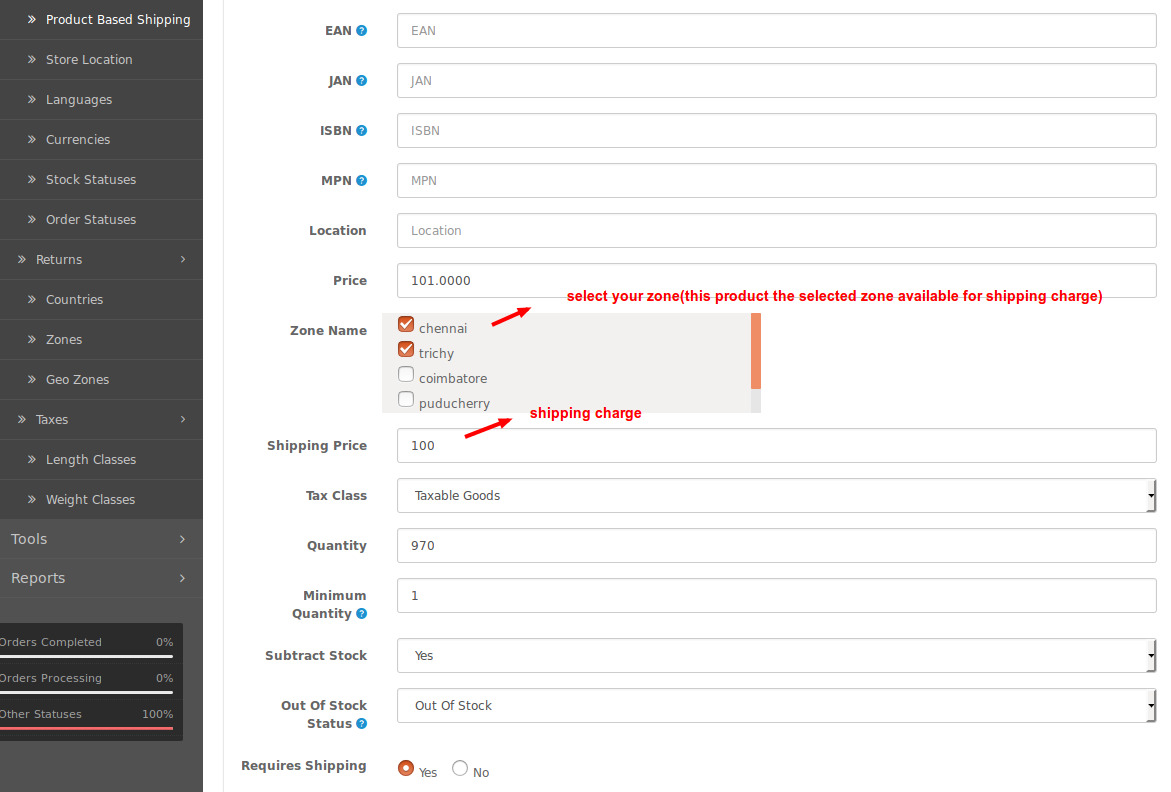 Product Based Shipping
Store Location
Languages
Currencies
Stock Statuses
Order Statuses
Returns
Countries
Zones
Geo Zones
Taxes
Length Classes
Weight Classes
Tools
Reports
Orders Completed 0%
Orders Processing 0%
Other Statuses 100%
EAN ? EAN
JAN ? JAN
ISBN ? ISBN
MPN ? MPN
Location Location
Price 101.0000
select your zone(this product the selected zone available for shipping charge)
Zone Name
chennai
trichy
coimbatore
puducherry
shipping charge
Shipping Price 100
Tax Class Taxable Goods
Quantity 970
Minimum
Quantity ? 1
Subtract Stock Yes
Out Of Stock
Status ? Out Of Stock
Requires Shipping Yes No